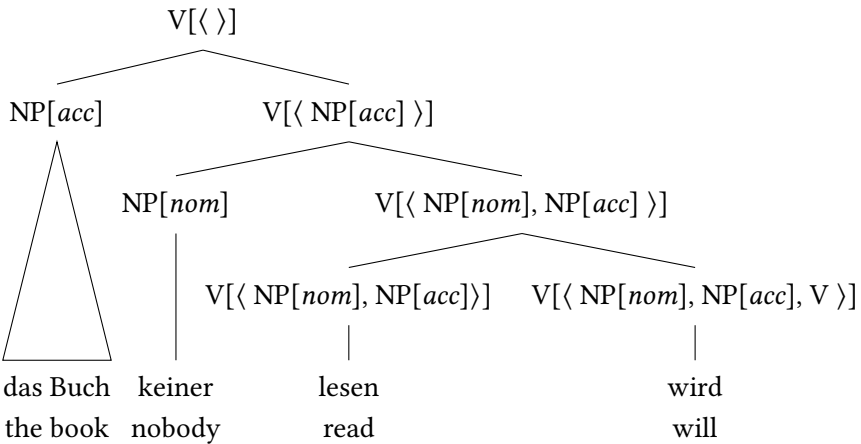 V[⟨ ⟩]
NP[acc] V[⟨ NP[acc] ⟩]
NP[nom] V[⟨ NP[nom], NP[acc] ⟩]
V[⟨ NP[nom], NP[acc]⟩] V[⟨ NP[nom], NP[acc], V ⟩]
das Buch keiner lesen wird
the book nobody read will